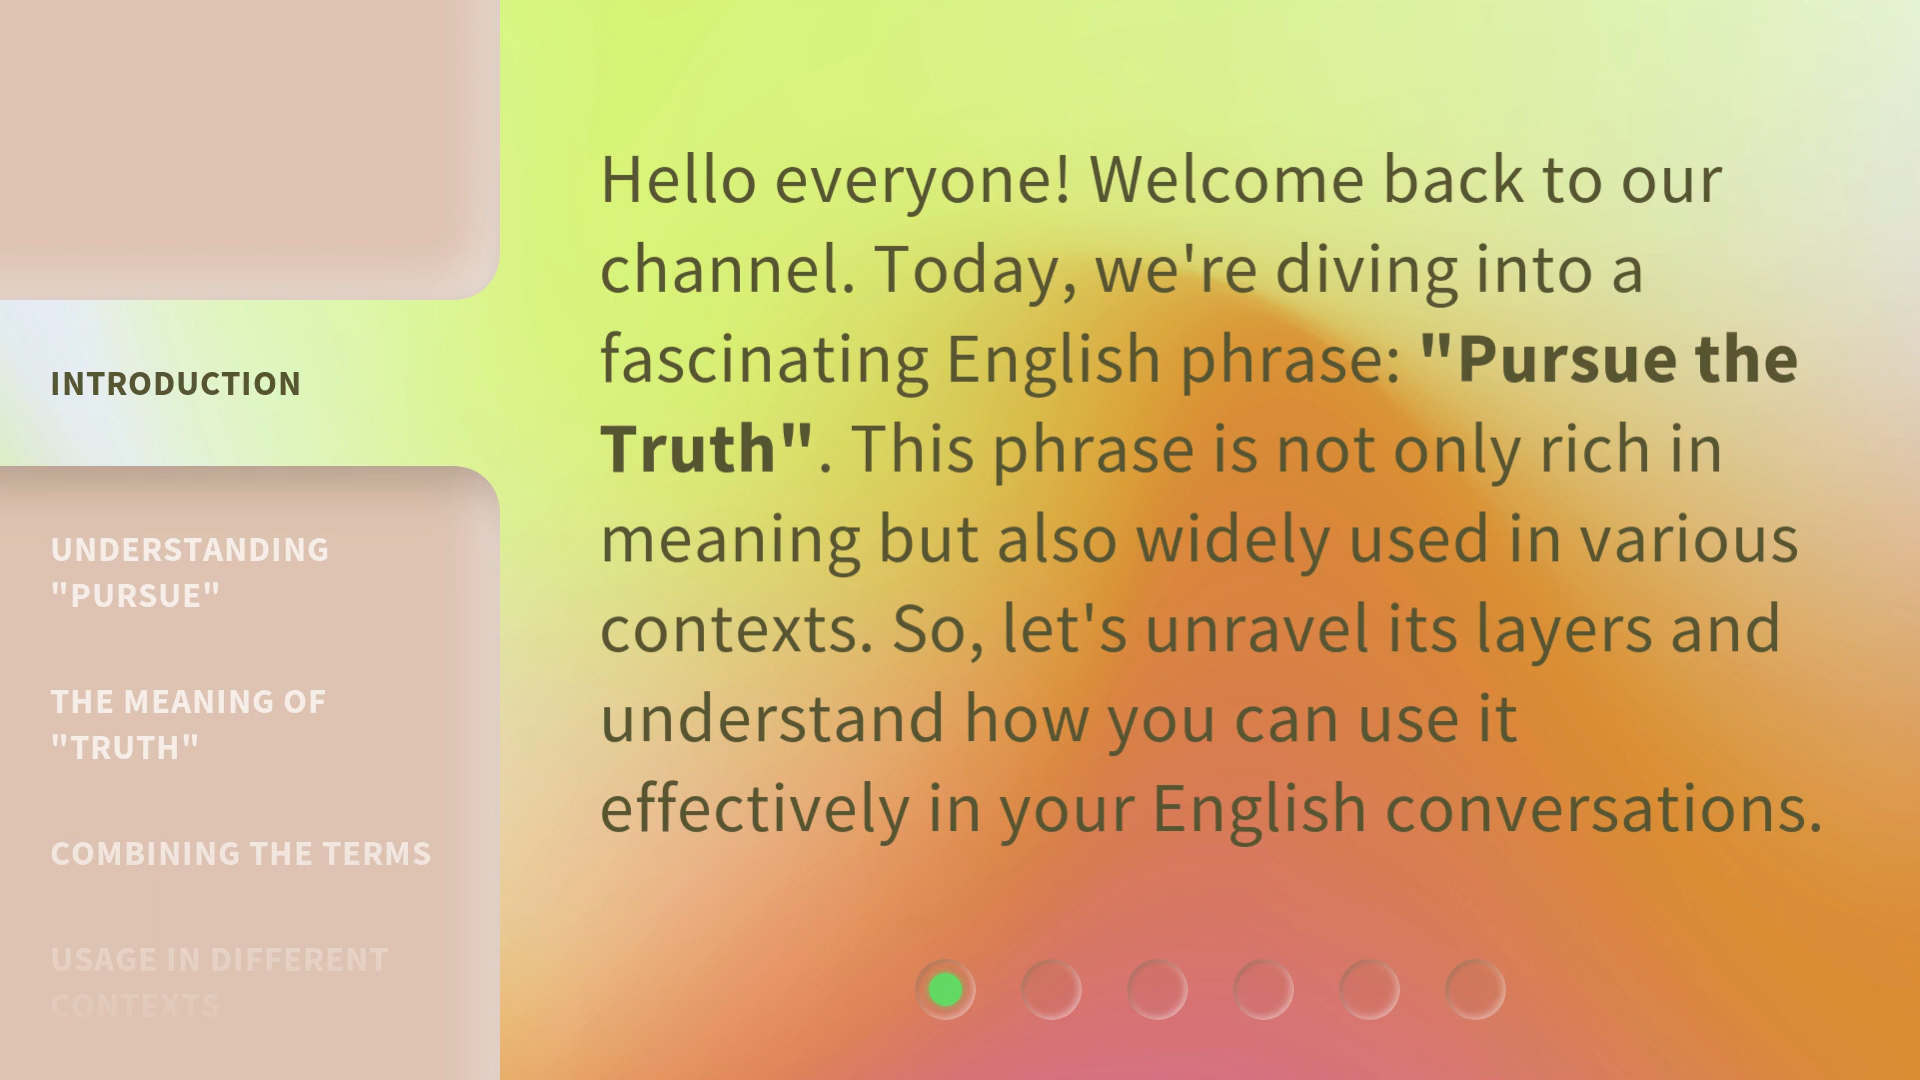 INTRODUCTION
UNDERSTANDING
"PURSUE"
THE MEANING OF
"TRUTH"
COMBINING THE TERMS
USAGE IN DIFFERENT
CONTEXTS
Hello everyone! Welcome back to our
channel. Today, we're diving into a
fascinating English phrase: "Pursue the
Truth". This phrase is not only rich in
meaning but also widely used in various
contexts. So, let's unravel its layers and
understand how you can use it
effectively in your English conversations.